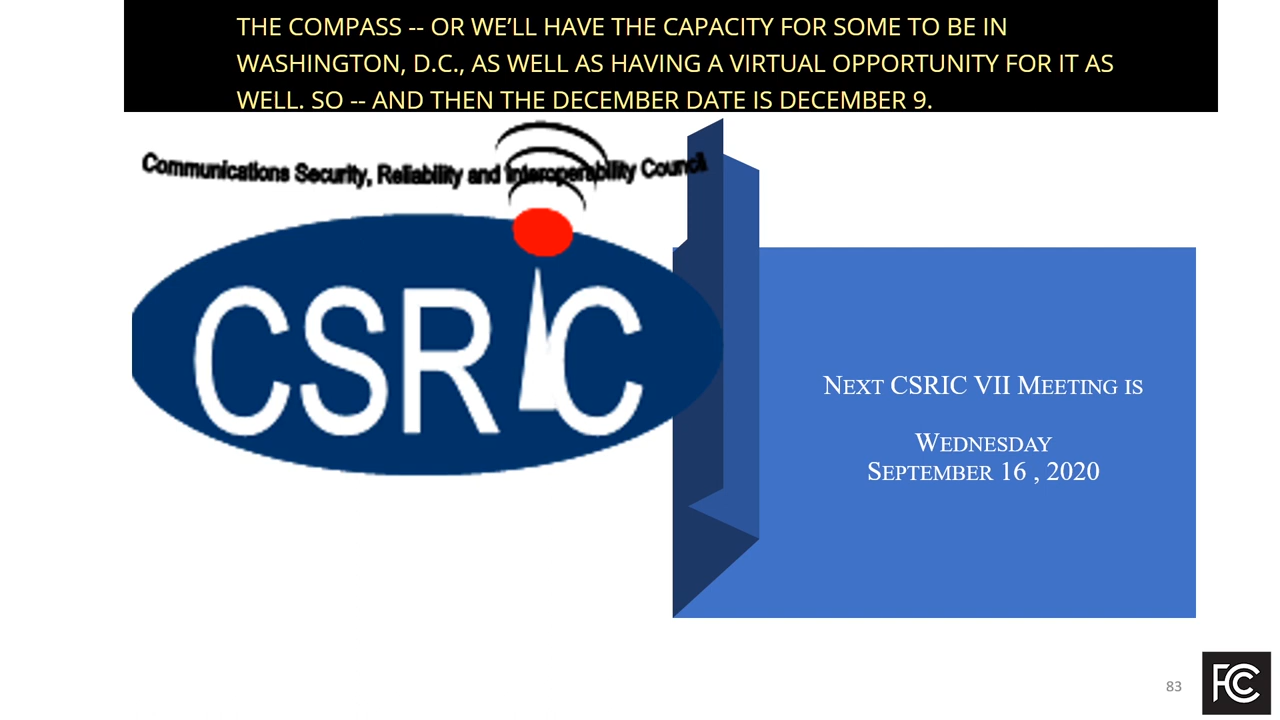 THE COMPASS -- OR WE’LL HAVE THE CAPACITY FOR SOME TO BE IN
WASHINGTON, D.C., AS WELL AS HAVING A VIRTUAL OPPORTUNITY FOR IT AS
WELL. SO -- AND THEN THE DECEMBER DATE IS DECEMBER 9.
Communications Security, Reliability and Interoperability Council
CSRIC
NEXT CSRIC VII MEETING IS
WEDNESDAY
SEPTEMBER 16 , 2020
83
FCC